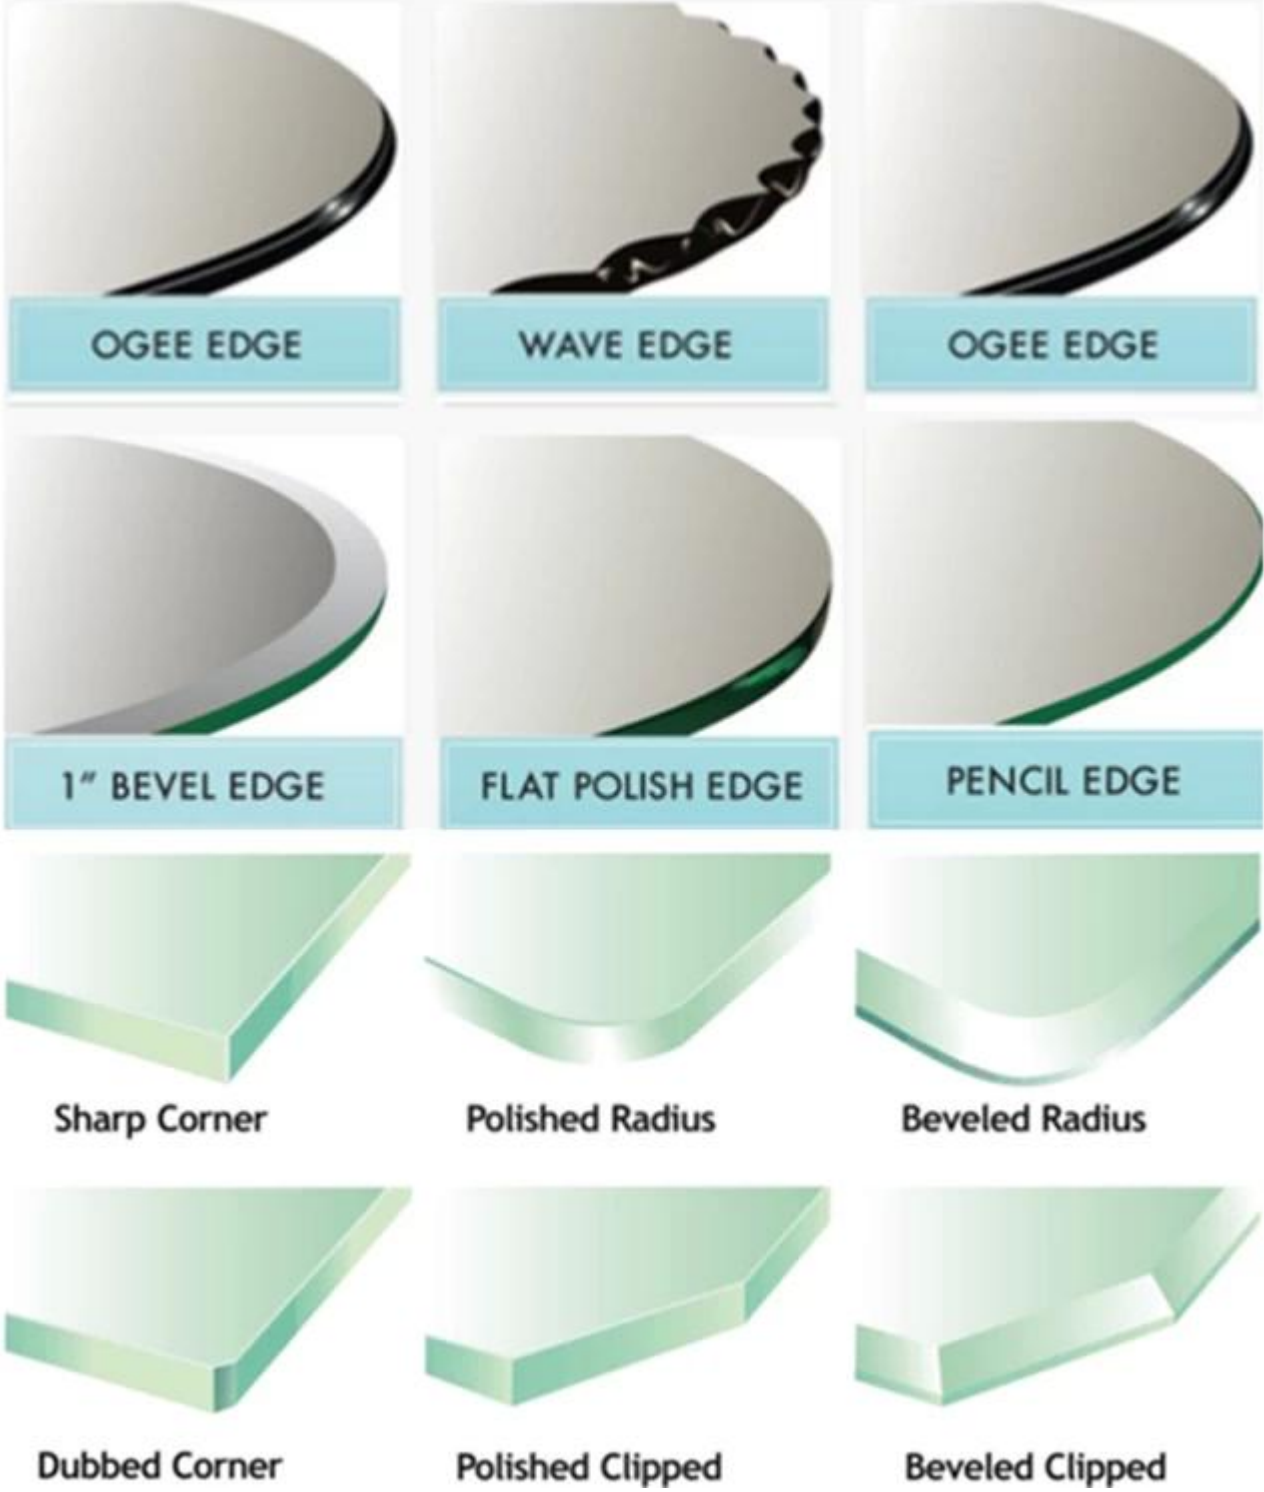 OGEE EDGE
WAVE EDGE
OGEE EDGE
1" BEVEL EDGE
FLAT POLISH EDGE
PENCIL EDGE
Sharp Corner
Polished Radius
Beveled Radius
Dubbed Corner
Polished Clipped
Beveled Clipped